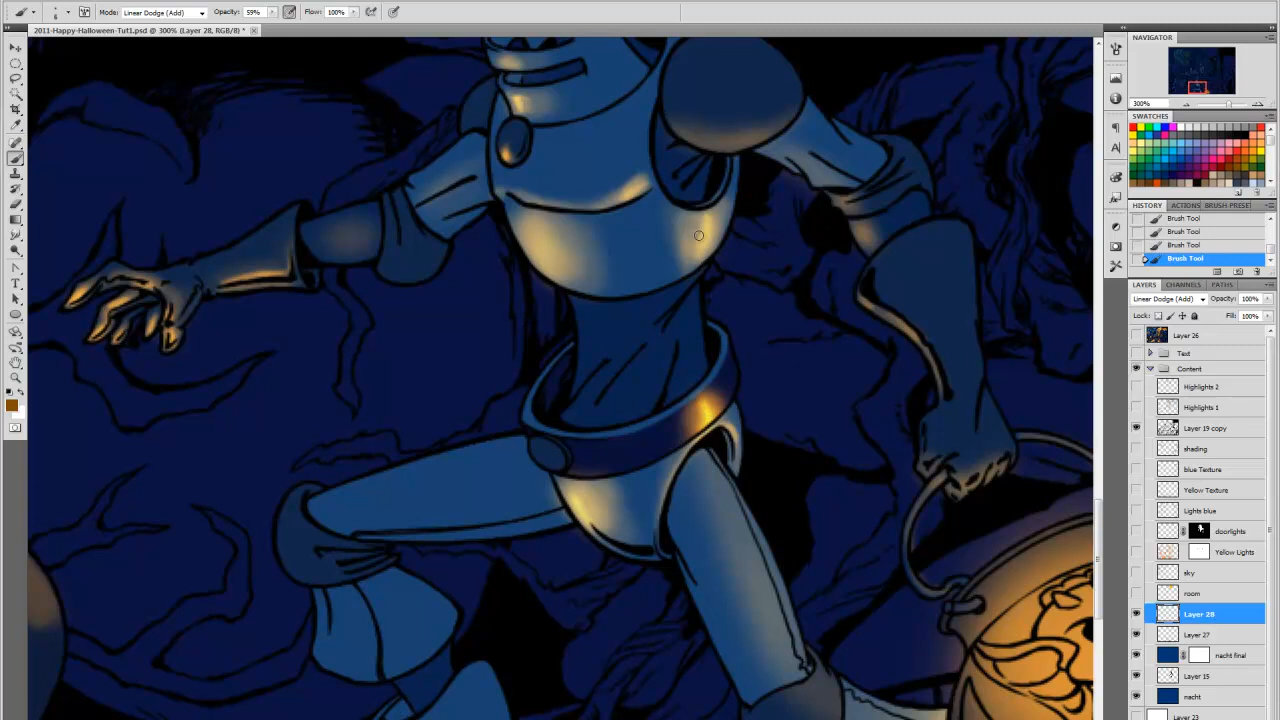 Mode: Linear Dodge (Add) Opacity: 59% Flow: 100%
2011-Happy-Halloween-Tut1.psd @ 300% (Layer 28, RGB/8) *
NAVIGATOR
300%
SWATCHES
HISTORY ACTIONS BRUSH PRESE
Brush Tool
Brush Tool
Brush Tool
Brush Tool
LAYERS CHANNELS PATHS
Linear Dodge (Add) Opacity: 100%
Lock: Fill: 100%
Layer 26
Text
Content
Highlights 2
Highlights 1
Layer 19 copy
shading
blue Texture
Yellow Texture
Lights blue
doorlights
Yellow Lights
sky
room
Layer 28
Layer 27
nacht final
Layer 15
nacht
Layer 23